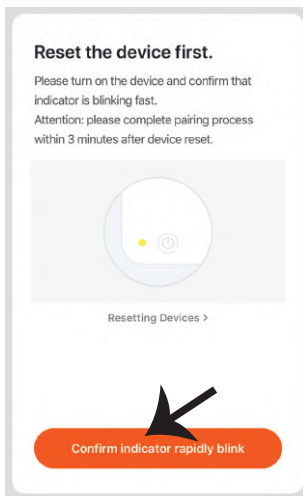 Reset the device first.
Please turn on the device and confirm that
indicator is blinking fast.
Attention: please complete pairing process
within 3 minutes after device reset.
Resetting Devices >
Confirm indicator rapidly blink